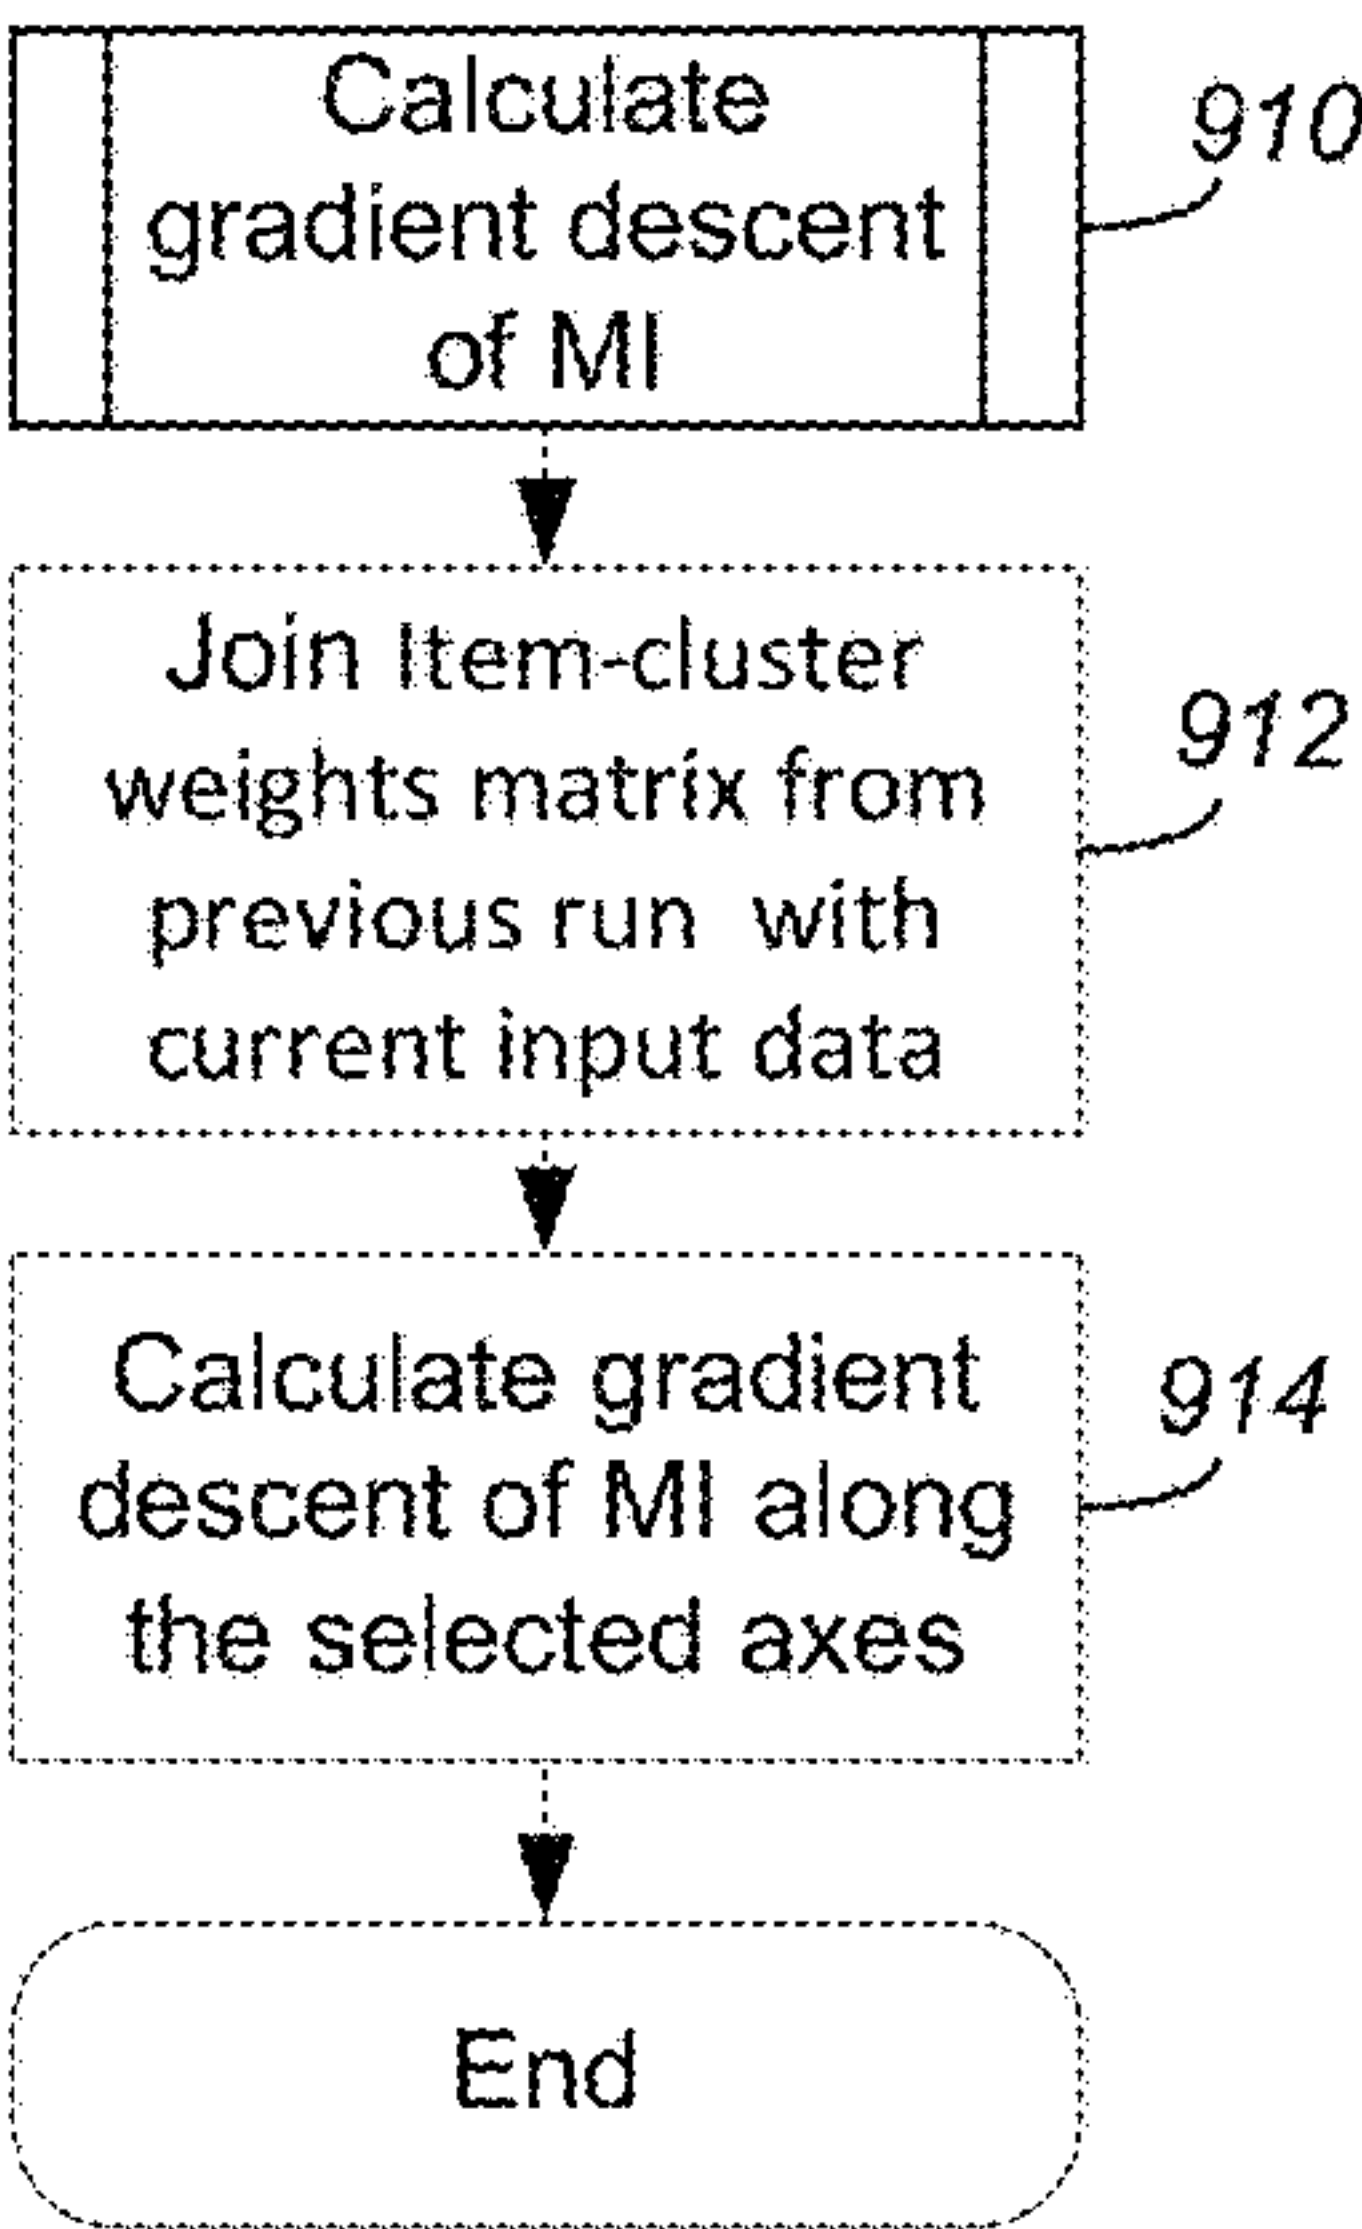 Calculate
gradient descent
of MI
910
Join Item-cluster
weights matrix from
previous run with
current input data
912
Calculate gradient
descent of MI along
the selected axes
914
End